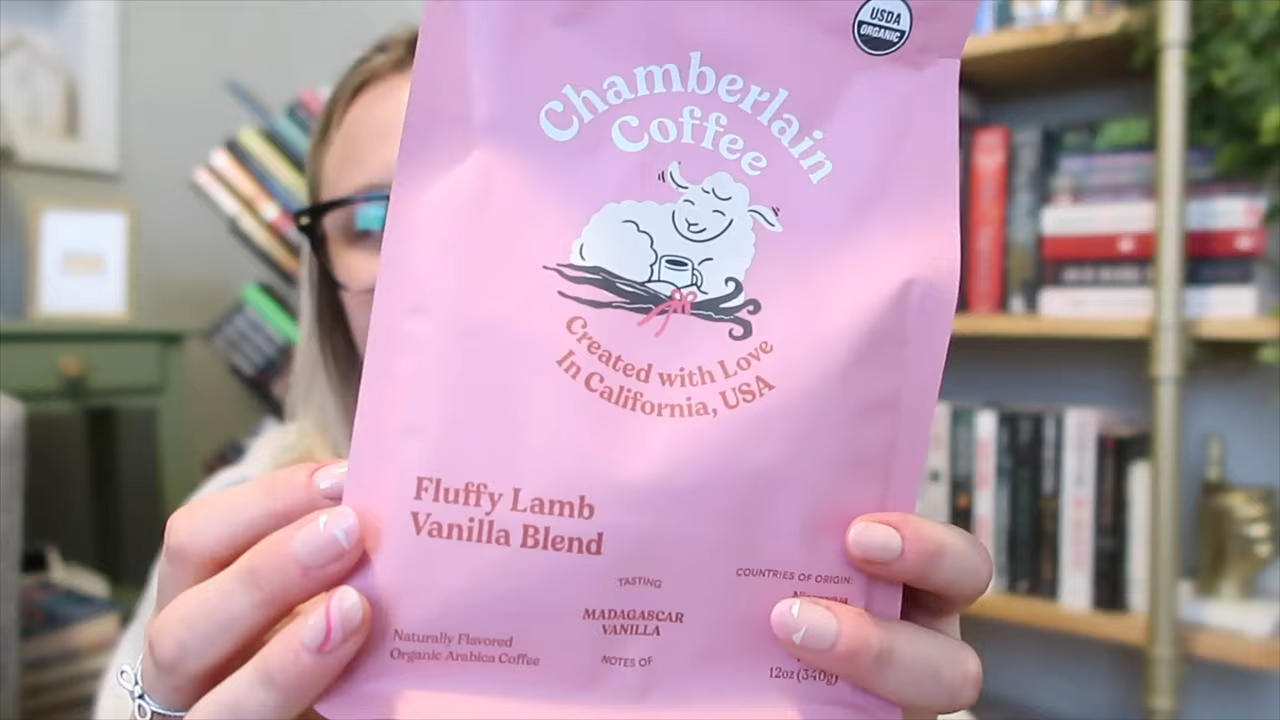 USDA
ORGANIC
Chamberlain
Coffee
Created with Love
In California, USA
Fluffy Lamb
Vanilla Blend
Naturally Flavored
Organic Arabica Coffee
TASTING
MADAGASCAR
VANILLA
NOTES OF
COUNTRIES OF ORIGIN:
12oz (340g)